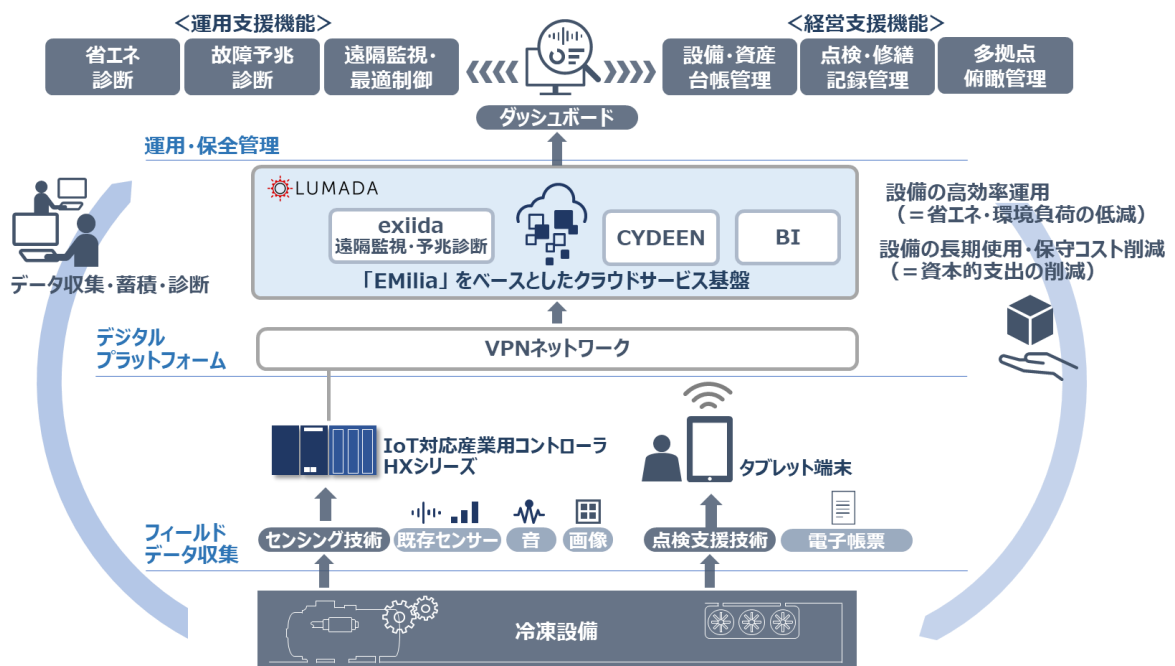 <運用支援機能>
<経営支援機能>
省エネ
診断
故障予兆
診断
遠隔監視・
最適制御
設備・資産
台帳管理
点検・修繕
記録管理
多拠点
俯瞰管理
ダッシュボード
運用・保全管理
LUMADA
exiida
遠隔監視・予兆診断
CYDEEN
BI
「EMilia」をベースとしたクラウドサービス基盤
データ収集・蓄積・診断
設備の高効率運用
(=省エネ・環境負荷の低減)
設備の長期使用・保守コスト削減
(=資本的支出の削減)
デジタル
プラットフォーム
VPNネットワーク
IoT対応産業用コントローラ
HXシリーズ
タブレット端末
フィールド
データ収集
センシング技術
既存センサー
音
画像
点検支援技術
電子帳票
冷凍設備